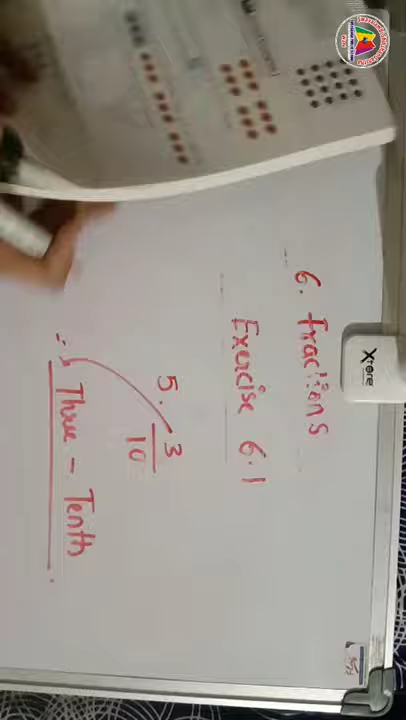 6. Fractions
Exercise 6.1
5. 3/10
∴ Three - Tenth.
Xtore